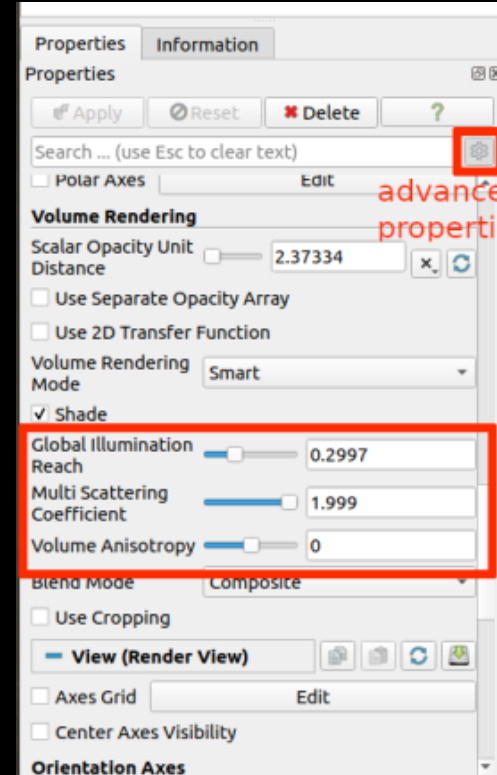 Properties Information
Properties
Apply Reset Delete ?
Search ... (use Esc to clear text)
Polar Axes Edit
advance
properti
Volume Rendering
Scalar Opacity Unit
Distance
2.37334
Use Separate Opacity Array
Use 2D Transfer Function
Volume Rendering
Mode
Smart
Shade
Global Illumination
Reach
0.2997
Multi Scattering
Coefficient
1.999
Volume Anisotropy 0
Blend Mode Composite
Use Cropping
View (Render View)
Axes Grid Edit
Center Axes Visibility
Orientation Axes